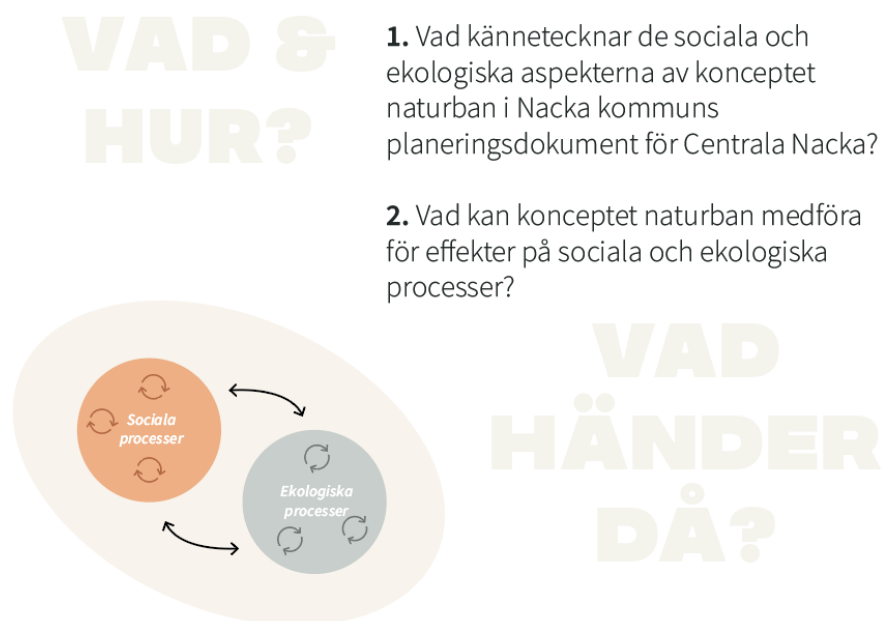 VAD &
HUR?
1. Vad kännetecknar de sociala och
ekologiska aspekterna av konceptet
naturban i Nacka kommuns
planeringsdokument för Centrala Nacka?
2. Vad kan konceptet naturban medföra
för effekter på sociala och ekologiska
processer?
VAD
HÄNDER
DÅ?
Sociala
processer
Ekologiska
processer